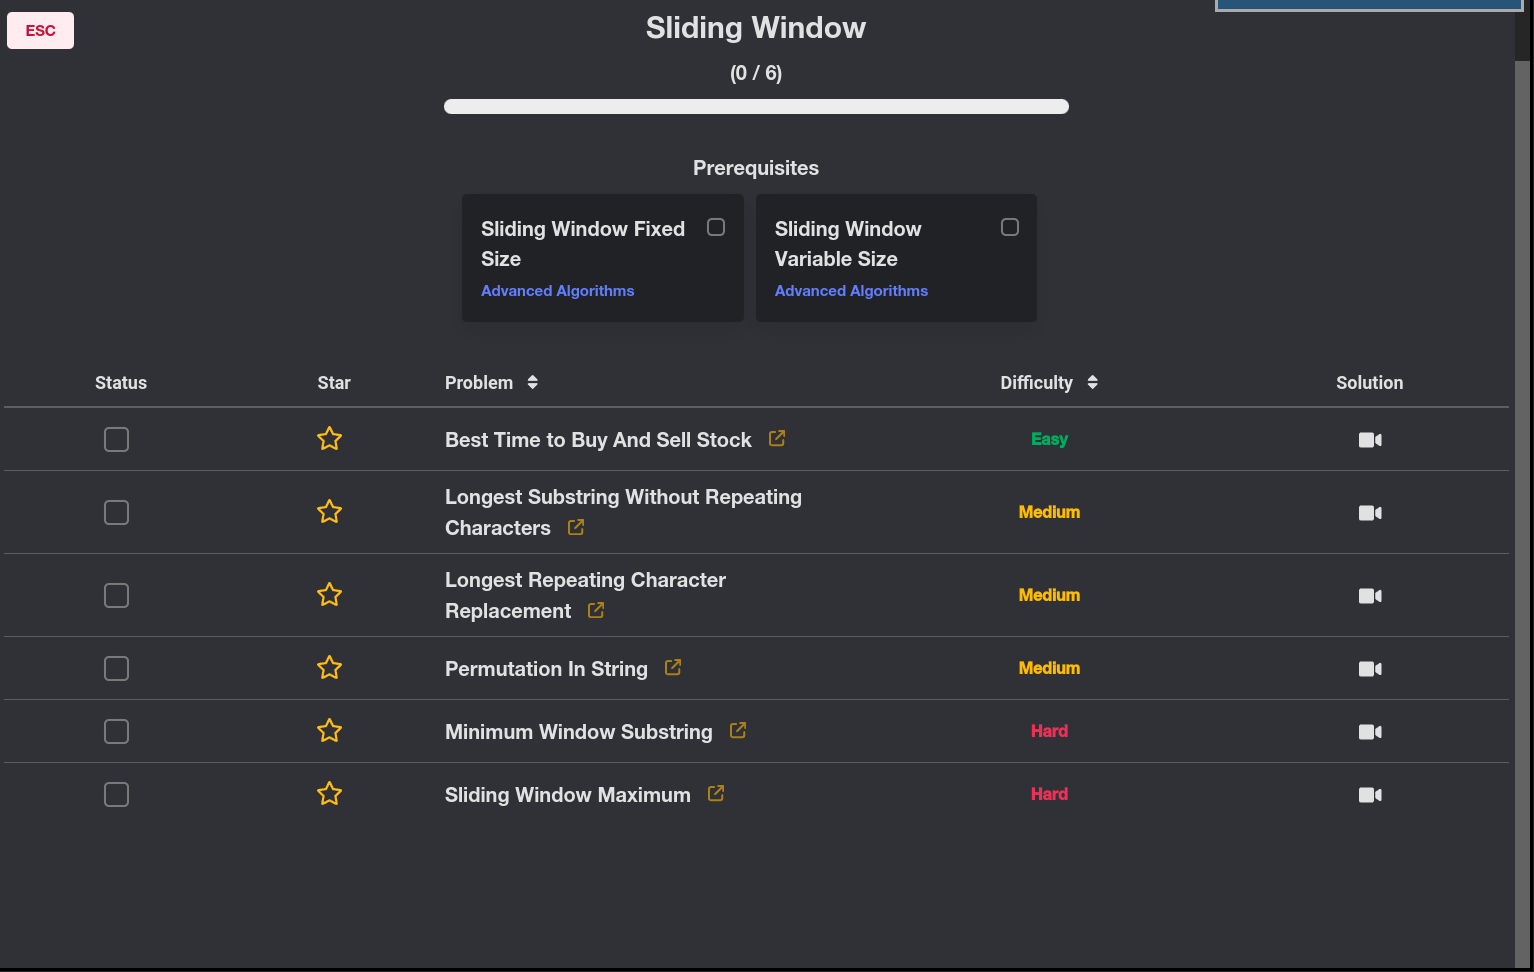 ESC
Sliding Window
(0 / 6)
Prerequisites
Sliding Window Fixed
Size
Advanced Algorithms
Sliding Window
Variable Size
Advanced Algorithms
Status Star Problem Difficulty Solution
Best Time to Buy And Sell Stock Easy
Longest Substring Without Repeating
Characters Medium
Longest Repeating Character
Replacement Medium
Permutation In String Medium
Minimum Window Substring Hard
Sliding Window Maximum Hard